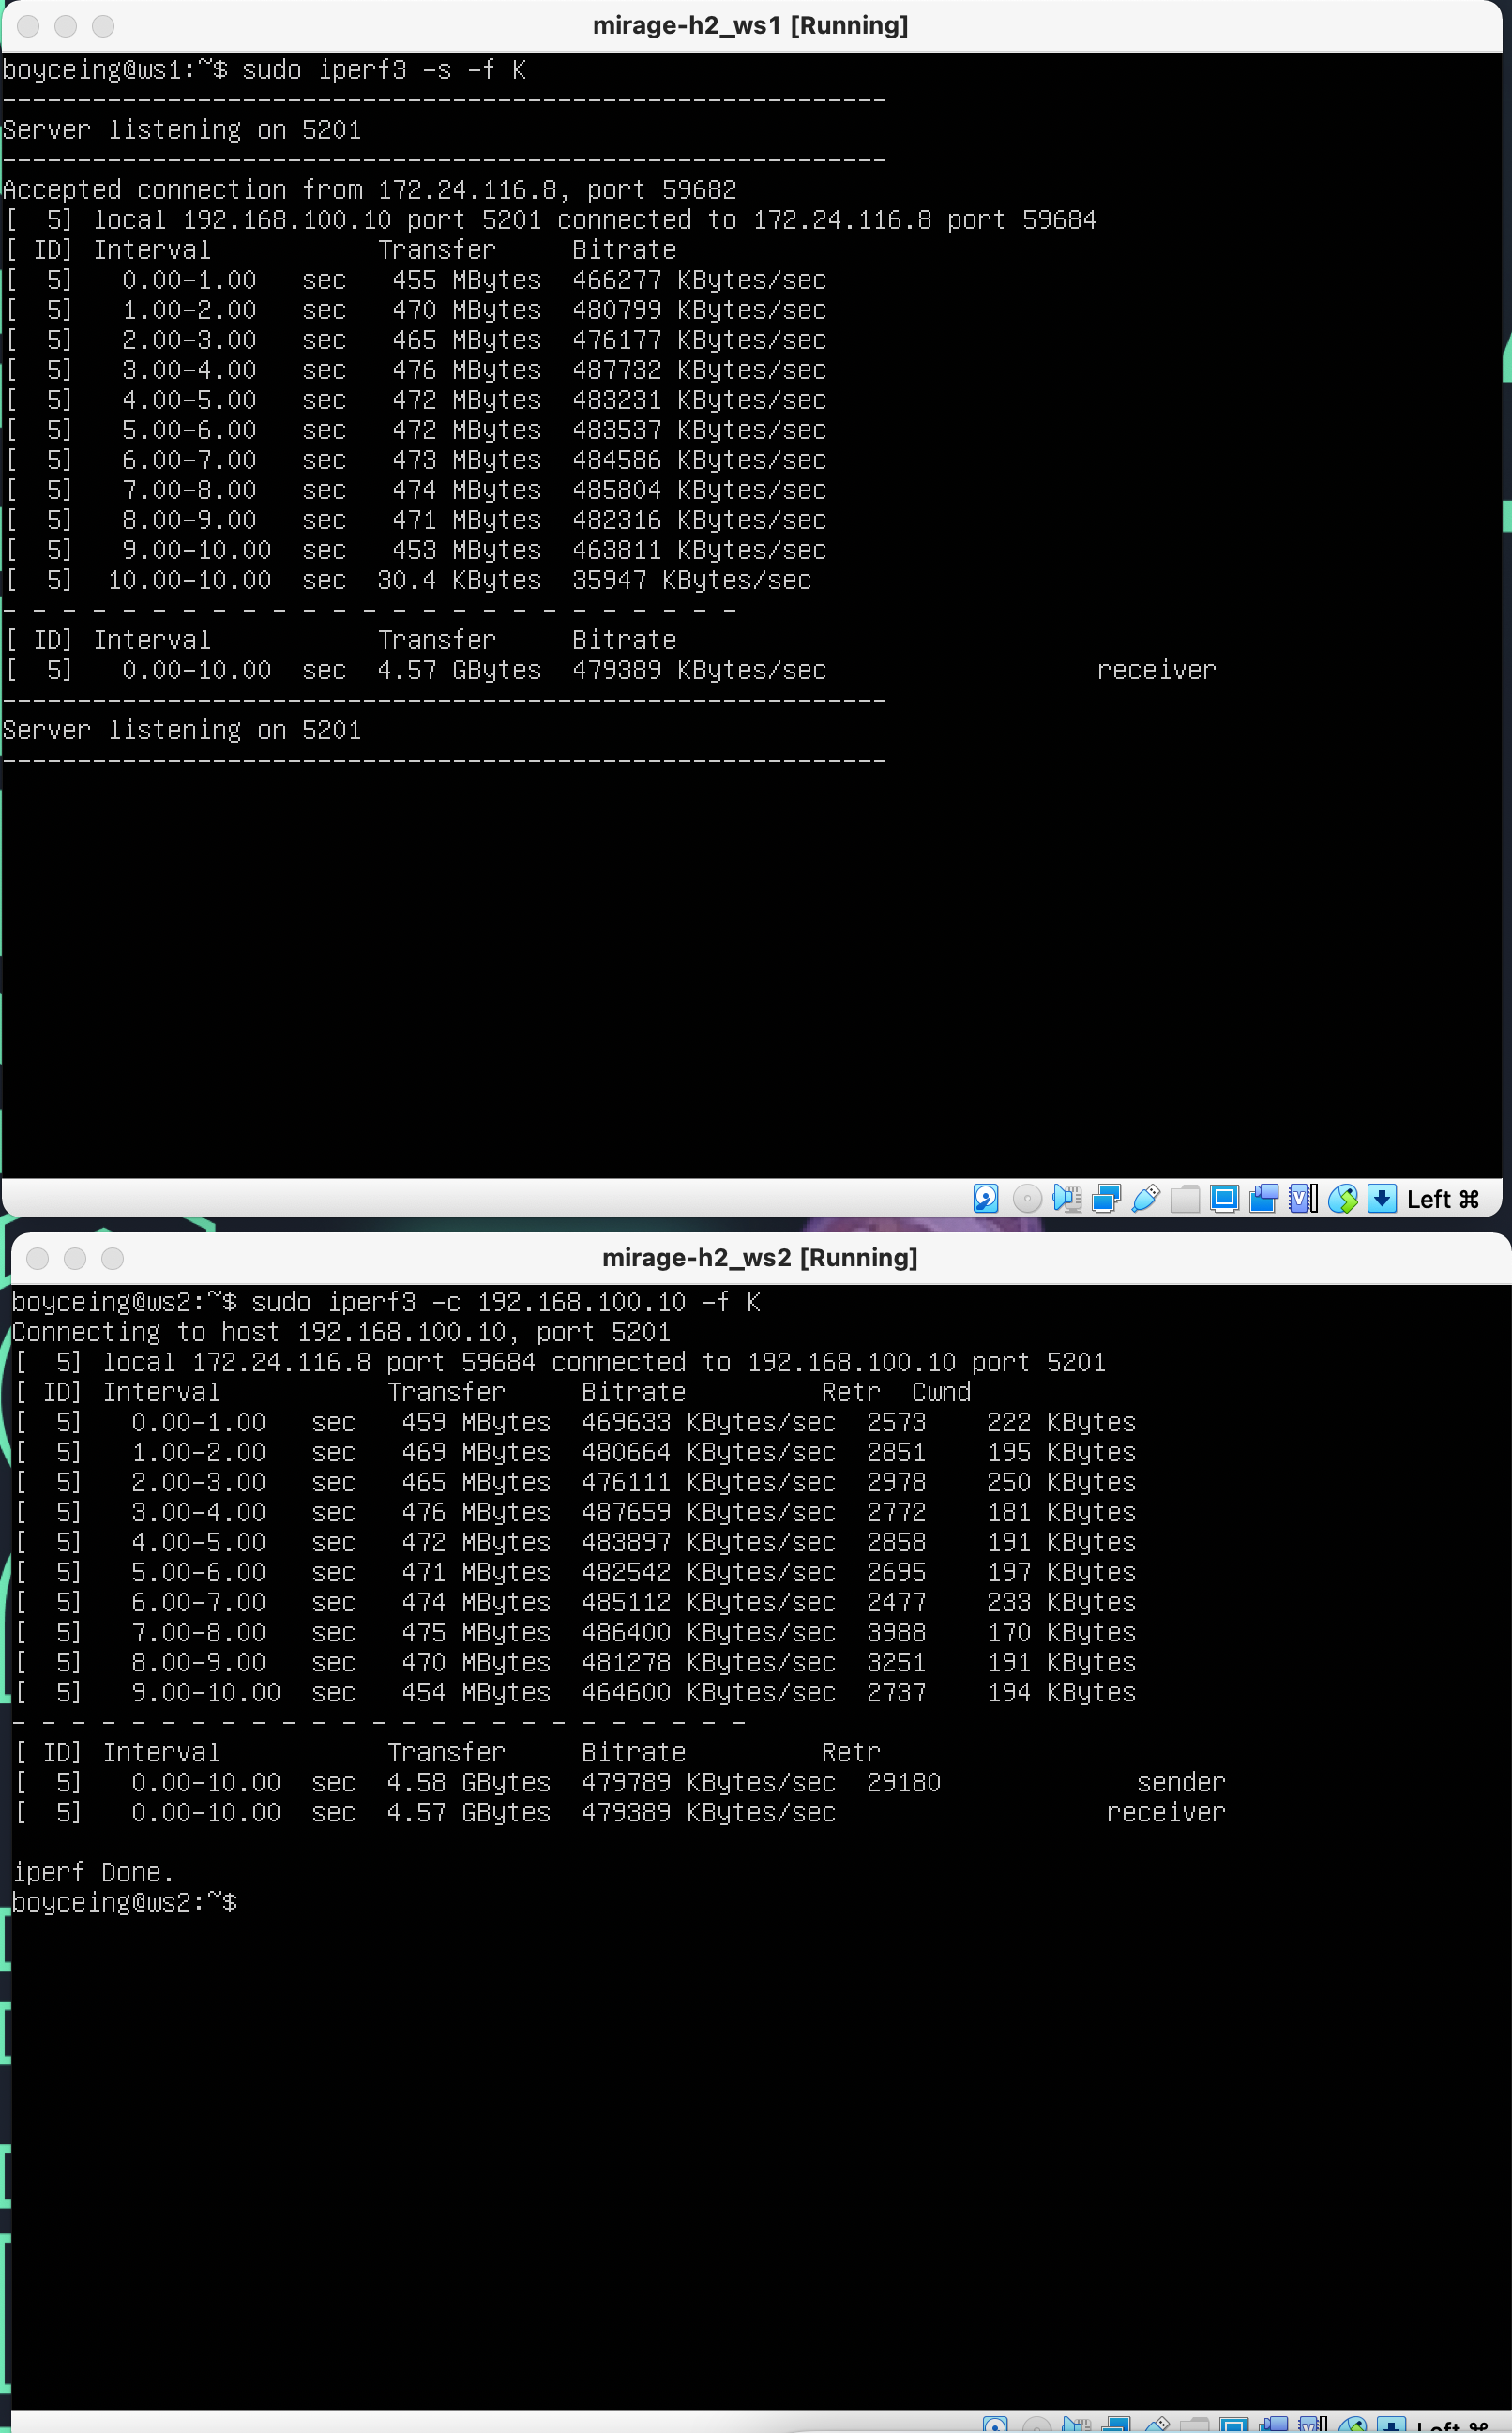 mirage-h2_ws1 [Running]
boyceing@ws1:~$ sudo iperf3 -s -f K
-----------------------------------------------------------
Server listening on 5201
-----------------------------------------------------------
Accepted connection from 172.24.116.8, port 59682
[  5] local 192.168.100.10 port 5201 connected to 172.24.116.8 port 59684
[ ID] Interval           Transfer     Bitrate
[  5]   0.00-1.00   sec   455 MBytes  466277 KBytes/sec
[  5]   1.00-2.00   sec   470 MBytes  480799 KBytes/sec
[  5]   2.00-3.00   sec   465 MBytes  476177 KBytes/sec
[  5]   3.00-4.00   sec   476 MBytes  487732 KBytes/sec
[  5]   4.00-5.00   sec   472 MBytes  483231 KBytes/sec
[  5]   5.00-6.00   sec   472 MBytes  483537 KBytes/sec
[  5]   6.00-7.00   sec   473 MBytes  484586 KBytes/sec
[  5]   7.00-8.00   sec   474 MBytes  485804 KBytes/sec
[  5]   8.00-9.00   sec   471 MBytes  482316 KBytes/sec
[  5]   9.00-10.00  sec   453 MBytes  463811 KBytes/sec
[  5]  10.00-10.00  sec  30.4 KBytes  35947 KBytes/sec
- - - - - - - - - - - - - - - - - - - - - - - - -
[ ID] Interval           Transfer     Bitrate
[  5]   0.00-10.00  sec  4.57 GBytes  479389 KBytes/sec                  receiver
-----------------------------------------------------------
Server listening on 5201
-----------------------------------------------------------
Left ⌘
mirage-h2_ws2 [Running]
boyceing@ws2:~$ sudo iperf3 -c 192.168.100.10 -f K
Connecting to host 192.168.100.10, port 5201
[  5] local 172.24.116.8 port 59684 connected to 192.168.100.10 port 5201
[ ID] Interval           Transfer     Bitrate         Retr  Cwnd
[  5]   0.00-1.00   sec   459 MBytes  469633 KBytes/sec  2573    222 KBytes
[  5]   1.00-2.00   sec   469 MBytes  480664 KBytes/sec  2851    195 KBytes
[  5]   2.00-3.00   sec   465 MBytes  476111 KBytes/sec  2978    250 KBytes
[  5]   3.00-4.00   sec   476 MBytes  487659 KBytes/sec  2772    181 KBytes
[  5]   4.00-5.00   sec   472 MBytes  483897 KBytes/sec  2858    191 KBytes
[  5]   5.00-6.00   sec   471 MBytes  482542 KBytes/sec  2695    197 KBytes
[  5]   6.00-7.00   sec   474 MBytes  485112 KBytes/sec  2477    233 KBytes
[  5]   7.00-8.00   sec   475 MBytes  486400 KBytes/sec  3988    170 KBytes
[  5]   8.00-9.00   sec   470 MBytes  481278 KBytes/sec  3251    191 KBytes
[  5]   9.00-10.00  sec   454 MBytes  464600 KBytes/sec  2737    194 KBytes
- - - - - - - - - - - - - - - - - - - - - - - - -
[ ID] Interval           Transfer     Bitrate         Retr
[  5]   0.00-10.00  sec  4.58 GBytes  479789 KBytes/sec  29180             sender
[  5]   0.00-10.00  sec  4.57 GBytes  479389 KBytes/sec                  receiver
iperf Done.
boyceing@ws2:~$
Left ⌘